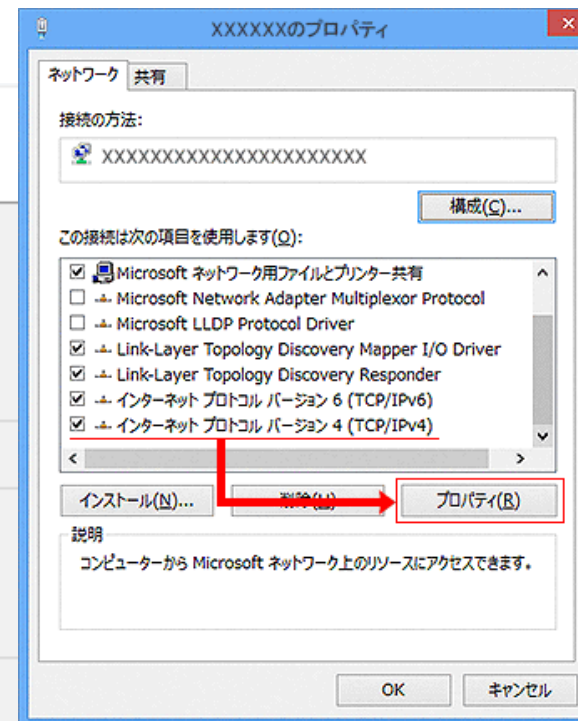 XXXXXXのプロパティ
ネットワーク 共有
接続の方法:
XXXXXXXXXXXXXXXXXXXXXX
構成(C)...
この接続は次の項目を使用します(O):
Microsoft ネットワーク用ファイルとプリンター共有
Microsoft Network Adapter Multiplexor Protocol
Microsoft LLDP Protocol Driver
Link-Layer Topology Discovery Mapper I/O Driver
Link-Layer Topology Discovery Responder
インターネット プロトコル バージョン 6 (TCP/IPv6)
インターネット プロトコル バージョン 4 (TCP/IPv4)
インストール(N)... 削除(U) プロパティ(R)
説明
コンピューターから Microsoft ネットワーク上のリソースにアクセスできます。
OK キャンセル